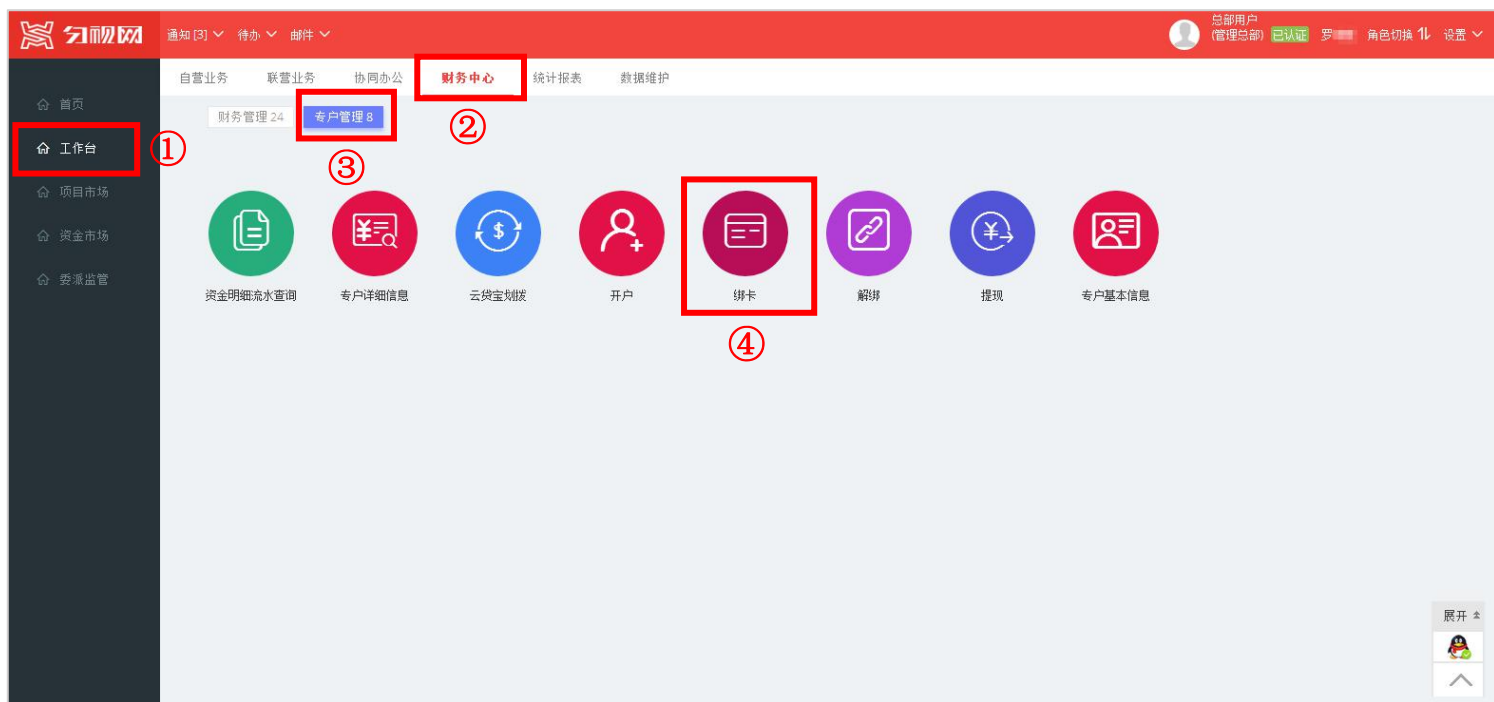 勾视网 通知 [3] 待办 邮件 总部用户
(管理总部) 已认证 罗 角色切换 设置
自营业务 联营业务 协同办公 财务中心 统计报表 数据维护
②
首页
财务管理 24 专户管理 8
工作台 ①
③
项目市场
资金市场
委派监管
资金明细流水查询 专户详细信息 云贷宝划拨 开户 绑卡 解绑 提现 专户基本信息
④
展开